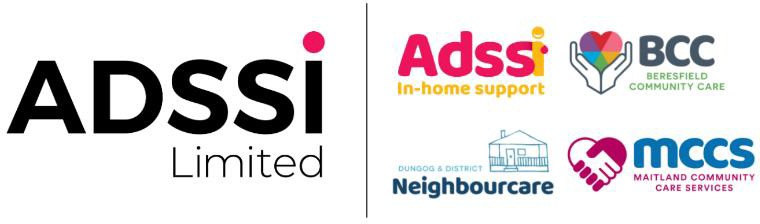 ADSSi
Limited
Adssi
In-home support
BCC
BERESFIELD
COMMUNITY CARE
DUNGOG & DISTRICT
Neighbourcare
mccs
MAITLAND COMMUNITY
CARE SERVICES